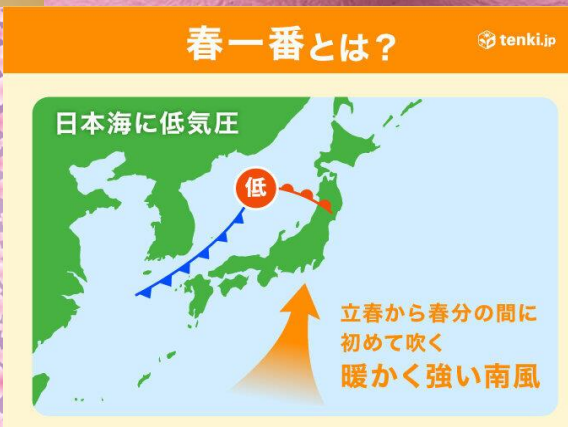 春一番とは？
tenki.jp
日本海に低気圧
低
立春から春分の間に
初めて吹く
暖かく強い南風